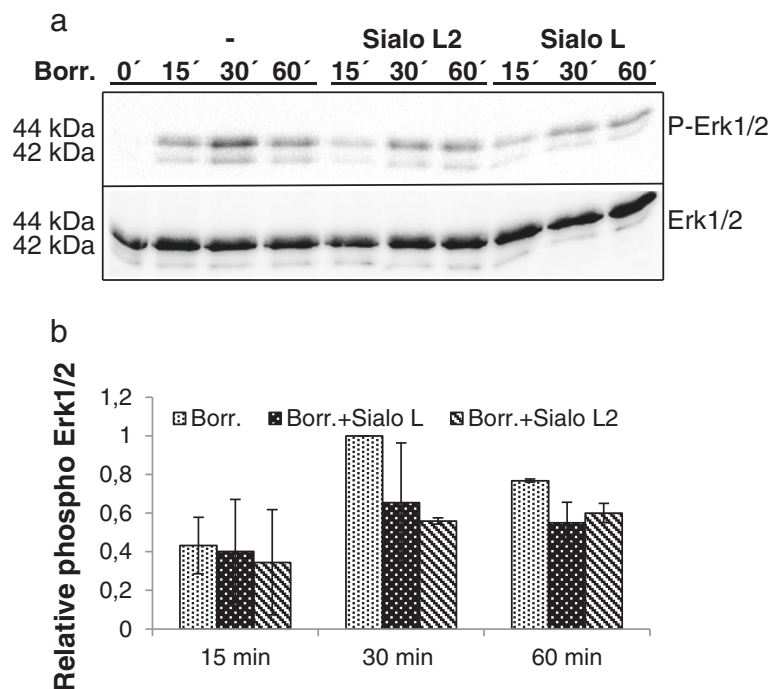 a
- Sialo L2 Sialo L
Borr. 0´ 15´ 30´ 60´ 15´ 30´ 60´ 15´ 30´ 60´
44 kDa
42 kDa
P-Erk1/2
44 kDa
42 kDa
Erk1/2
b
Relative phospho Erk1/2
1,2
1
0,8
0,6
0,4
0,2
0
Borr. Borr.+Sialo L Borr.+Sialo L2
15 min 30 min 60 min